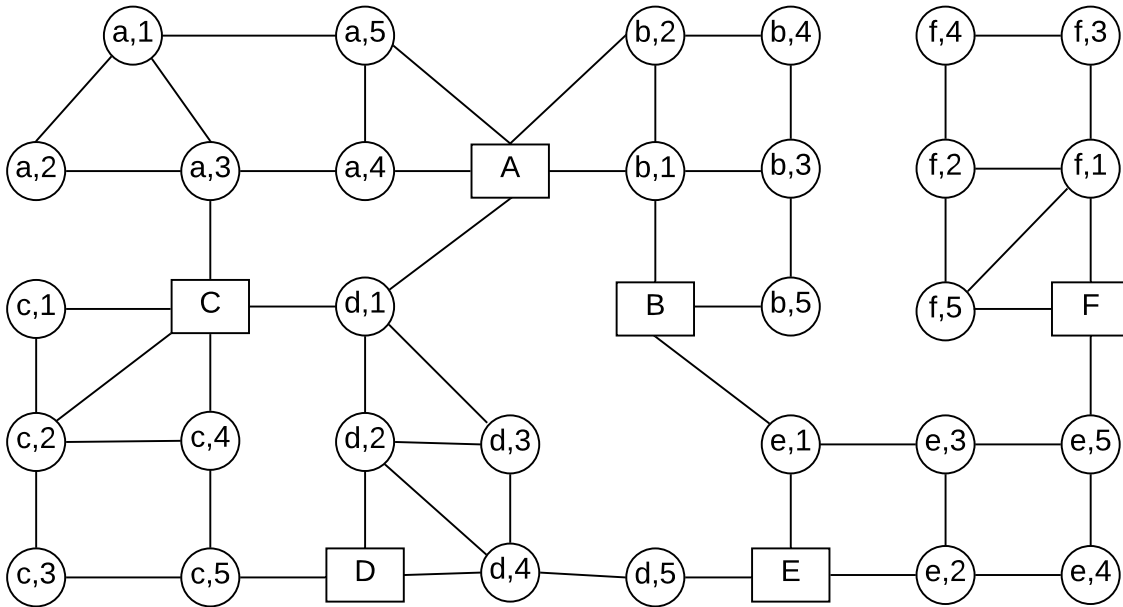 a,1 a,5 b,2 b,4 f,4 f,3
a,2 a,3 a,4 A b,1 b,3 f,2 f,1
c,1 C d,1 B b,5 f,5 F
c,2 c,4 d,2 d,3 e,1 e,3 e,5
c,3 c,5 D d,4 d,5 E e,2 e,4